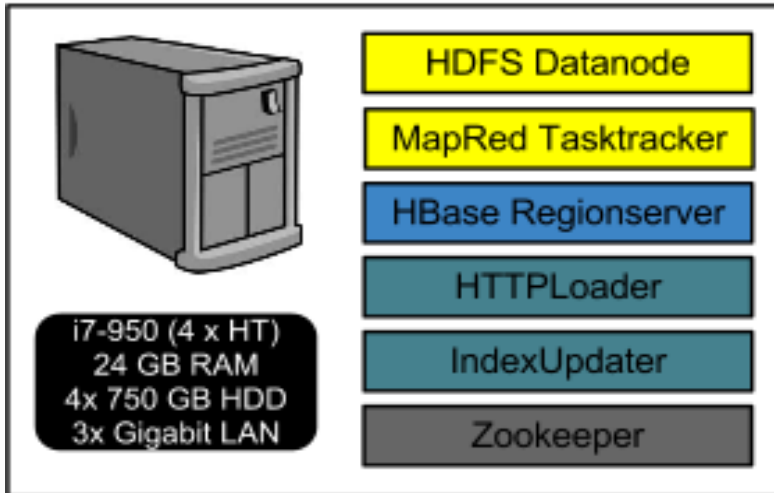 HDFS Datanode
MapRed Tasktracker
HBase Regionserver
HTTPLoader
IndexUpdater
Zookeeper
i7-950 (4 x HT)
24 GB RAM
4x 750 GB HDD
3x Gigabit LAN